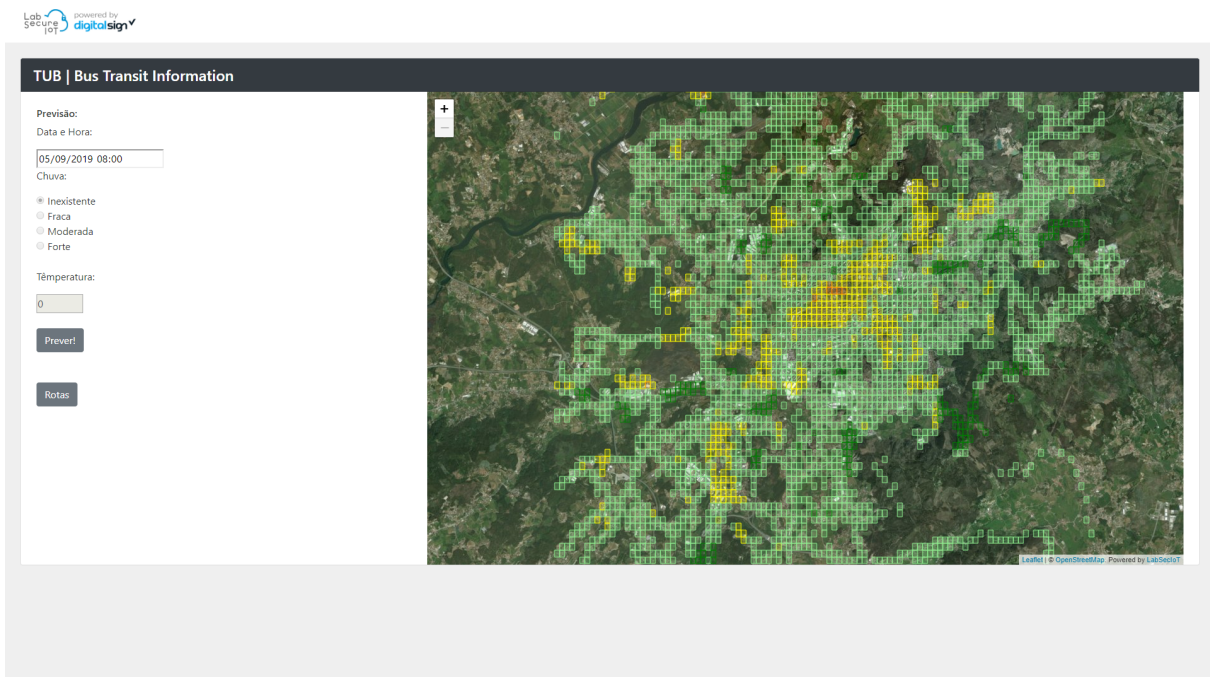 Lab
Secure
IoT
powered by
digitalsign
TUB | Bus Transit Information
Previsão:
Data e Hora:
05/09/2019 08:00
Chuva:
Inexistente
Fraca
Moderada
Forte
Têmperatura:
0
Prever!
Rotas
+
−
Leaflet | © OpenStreetMap Powered by LabSecIoT